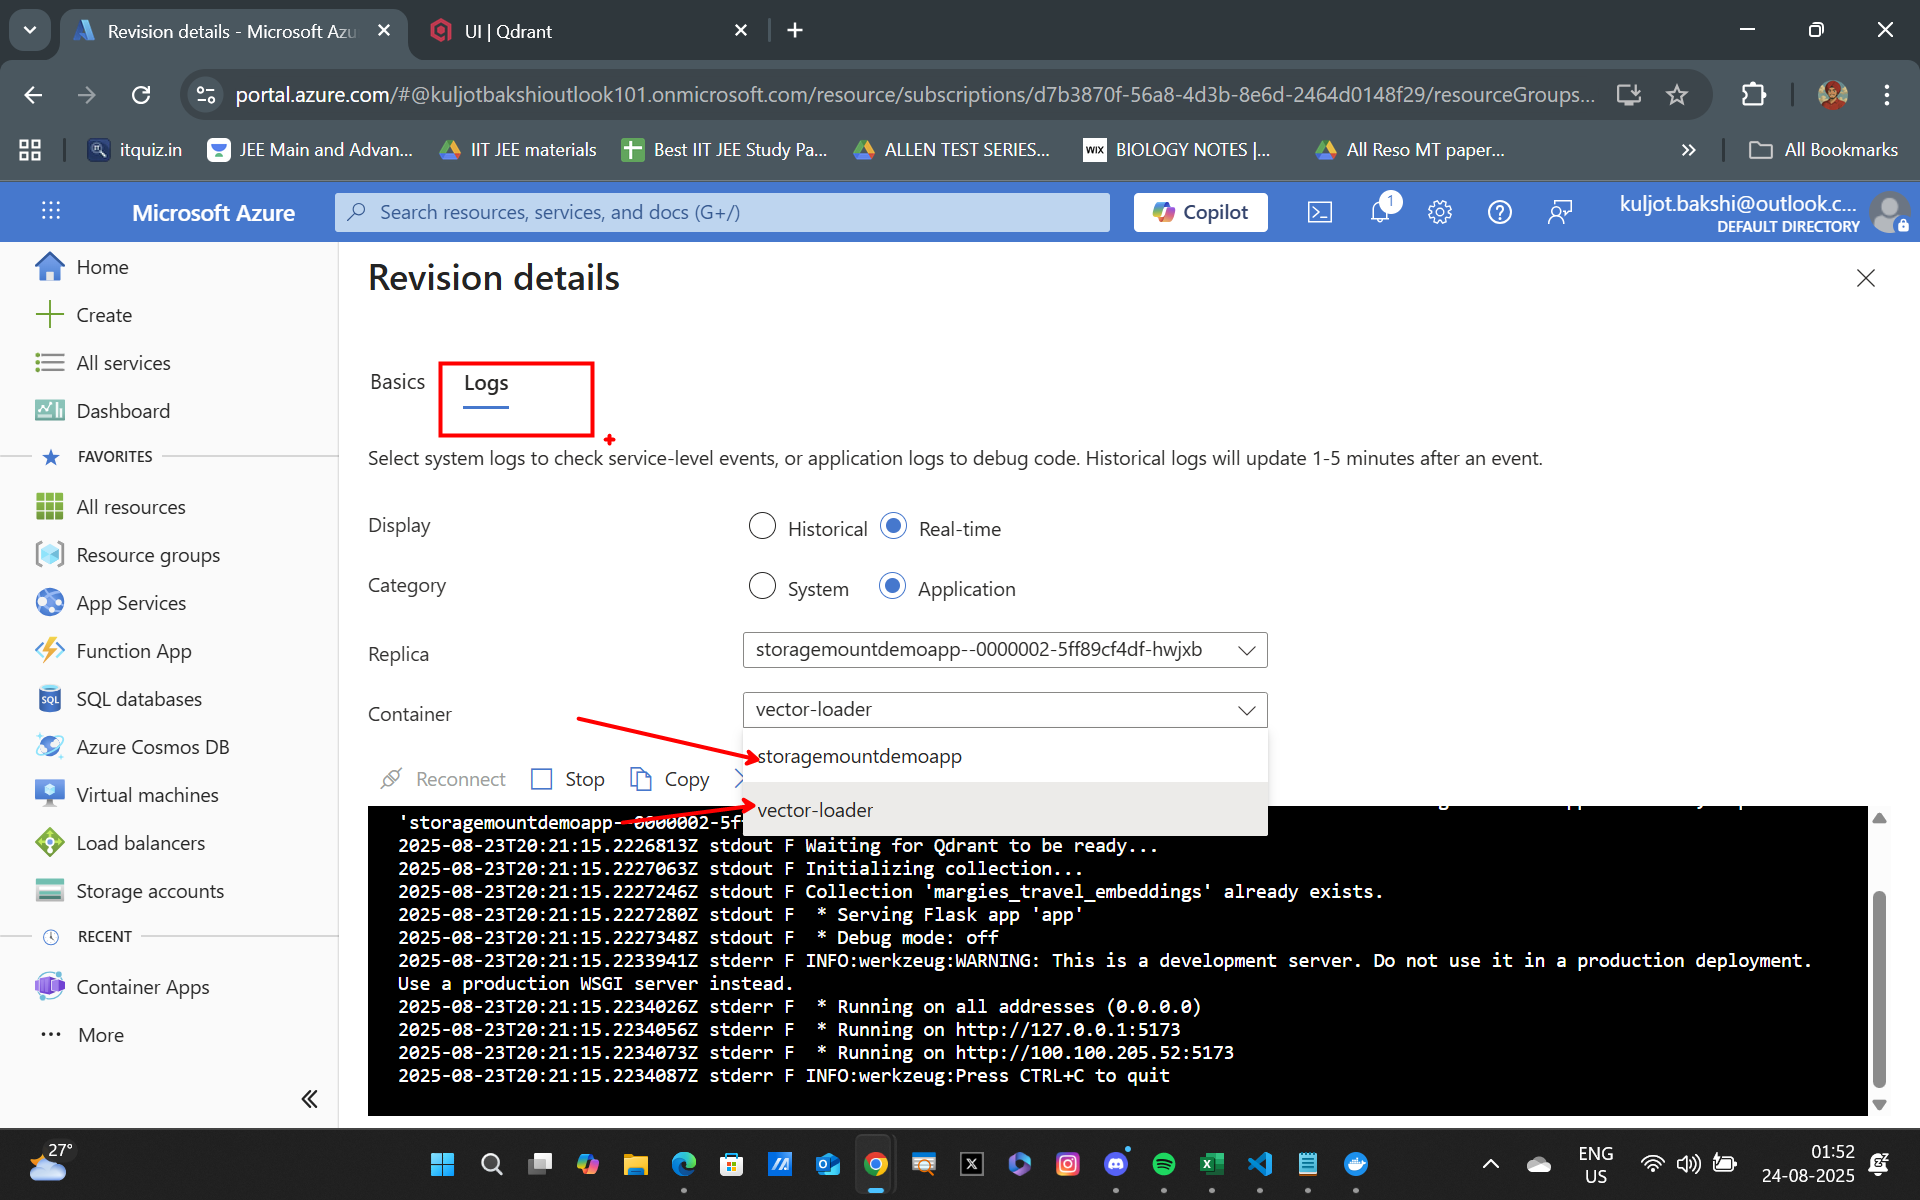 Revision details - Microsoft Azu
UI | Qdrant
portal.azure.com/#@kuljotbakshioutlook101.onmicrosoft.com/resource/subscriptions/d7b3870f-56a8-4d3b-8e6d-2464d0148f29/resourceGroups...
itquiz.in
JEE Main and Advan...
IIT JEE materials
Best IIT JEE Study Pa...
ALLEN TEST SERIES...
WIX
BIOLOGY NOTES |...
All Reso MT paper...
All Bookmarks
Microsoft Azure
Search resources, services, and docs (G+/)
Copilot
1
kuljot.bakshi@outlook.c...
DEFAULT DIRECTORY
Home
Create
All services
Dashboard
FAVORITES
All resources
Resource groups
App Services
Function App
SQL
SQL databases
Azure Cosmos DB
Virtual machines
Load balancers
Storage accounts
RECENT
Container Apps
More
Revision details
Basics
Logs
Select system logs to check service-level events, or application logs to debug code. Historical logs will update 1-5 minutes after an event.
Display
Historical
Real-time
Category
System
Application
Replica
storagemountdemoapp--0000002-5ff89cf4df-hwjxb
Container
vector-loader
storagemountdemoapp
vector-loader
Reconnect
Stop
Copy
'storagemountdemoapp--0000002-5f
2025-08-23T20:21:15.2226813Z stdout F Waiting for Qdrant to be ready...
2025-08-23T20:21:15.2227063Z stdout F Initializing collection...
2025-08-23T20:21:15.2227246Z stdout F Collection 'margies_travel_embeddings' already exists.
2025-08-23T20:21:15.2227280Z stdout F  * Serving Flask app 'app'
2025-08-23T20:21:15.2227348Z stdout F  * Debug mode: off
2025-08-23T20:21:15.2233941Z stderr F INFO:werkzeug:WARNING: This is a development server. Do not use it in a production deployment.
Use a production WSGI server instead.
2025-08-23T20:21:15.2234026Z stderr F  * Running on all addresses (0.0.0.0)
2025-08-23T20:21:15.2234056Z stderr F  * Running on http://127.0.0.1:5173
2025-08-23T20:21:15.2234073Z stderr F  * Running on http://100.100.205.52:5173
2025-08-23T20:21:15.2234087Z stderr F INFO:werkzeug:Press CTRL+C to quit
27°
ENG
US
01:52
24-08-2025